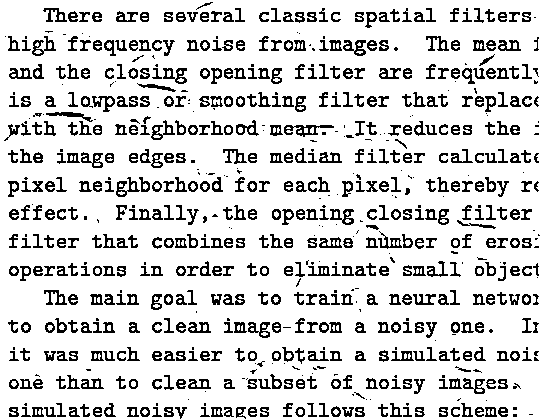 There are several classic spatial filters
high frequency noise from images. The mean f
and the closing opening filter are frequently
is a lowpass or smoothing filter that replace
with the neighborhood mean. It reduces the i
the image edges. The median filter calculate
pixel neighborhood for each pixel, thereby re
effect. Finally, the opening closing filter
filter that combines the same number of erosi
operations in order to eliminate small object
The main goal was to train a neural networ
to obtain a clean image from a noisy one. In
it was much easier to obtain a simulated nois
one than to clean a subset of noisy images.
simulated noisy images follows this scheme: